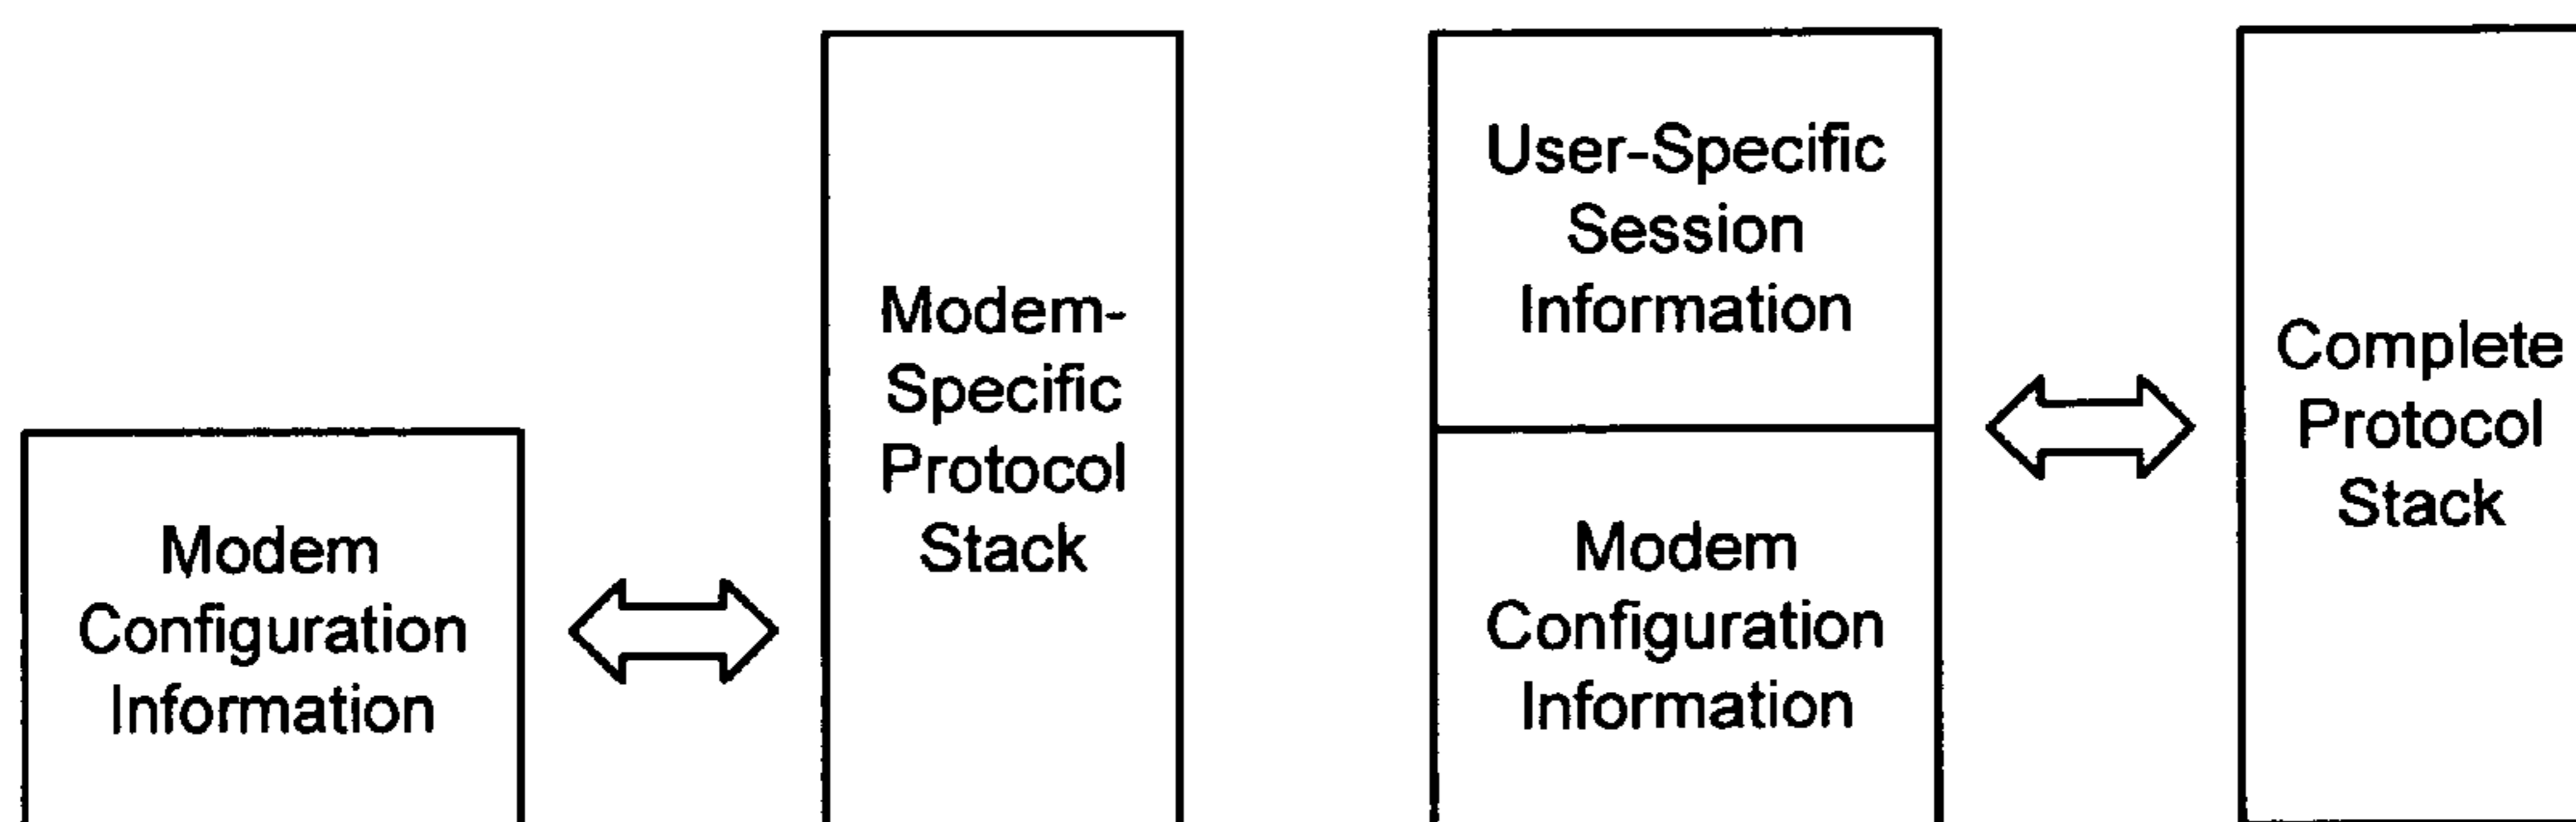 Modem
Configuration
Information
Modem-
Specific
Protocol
Stack
User-Specific
Session
Information
Modem
Configuration
Information
Complete
Protocol
Stack